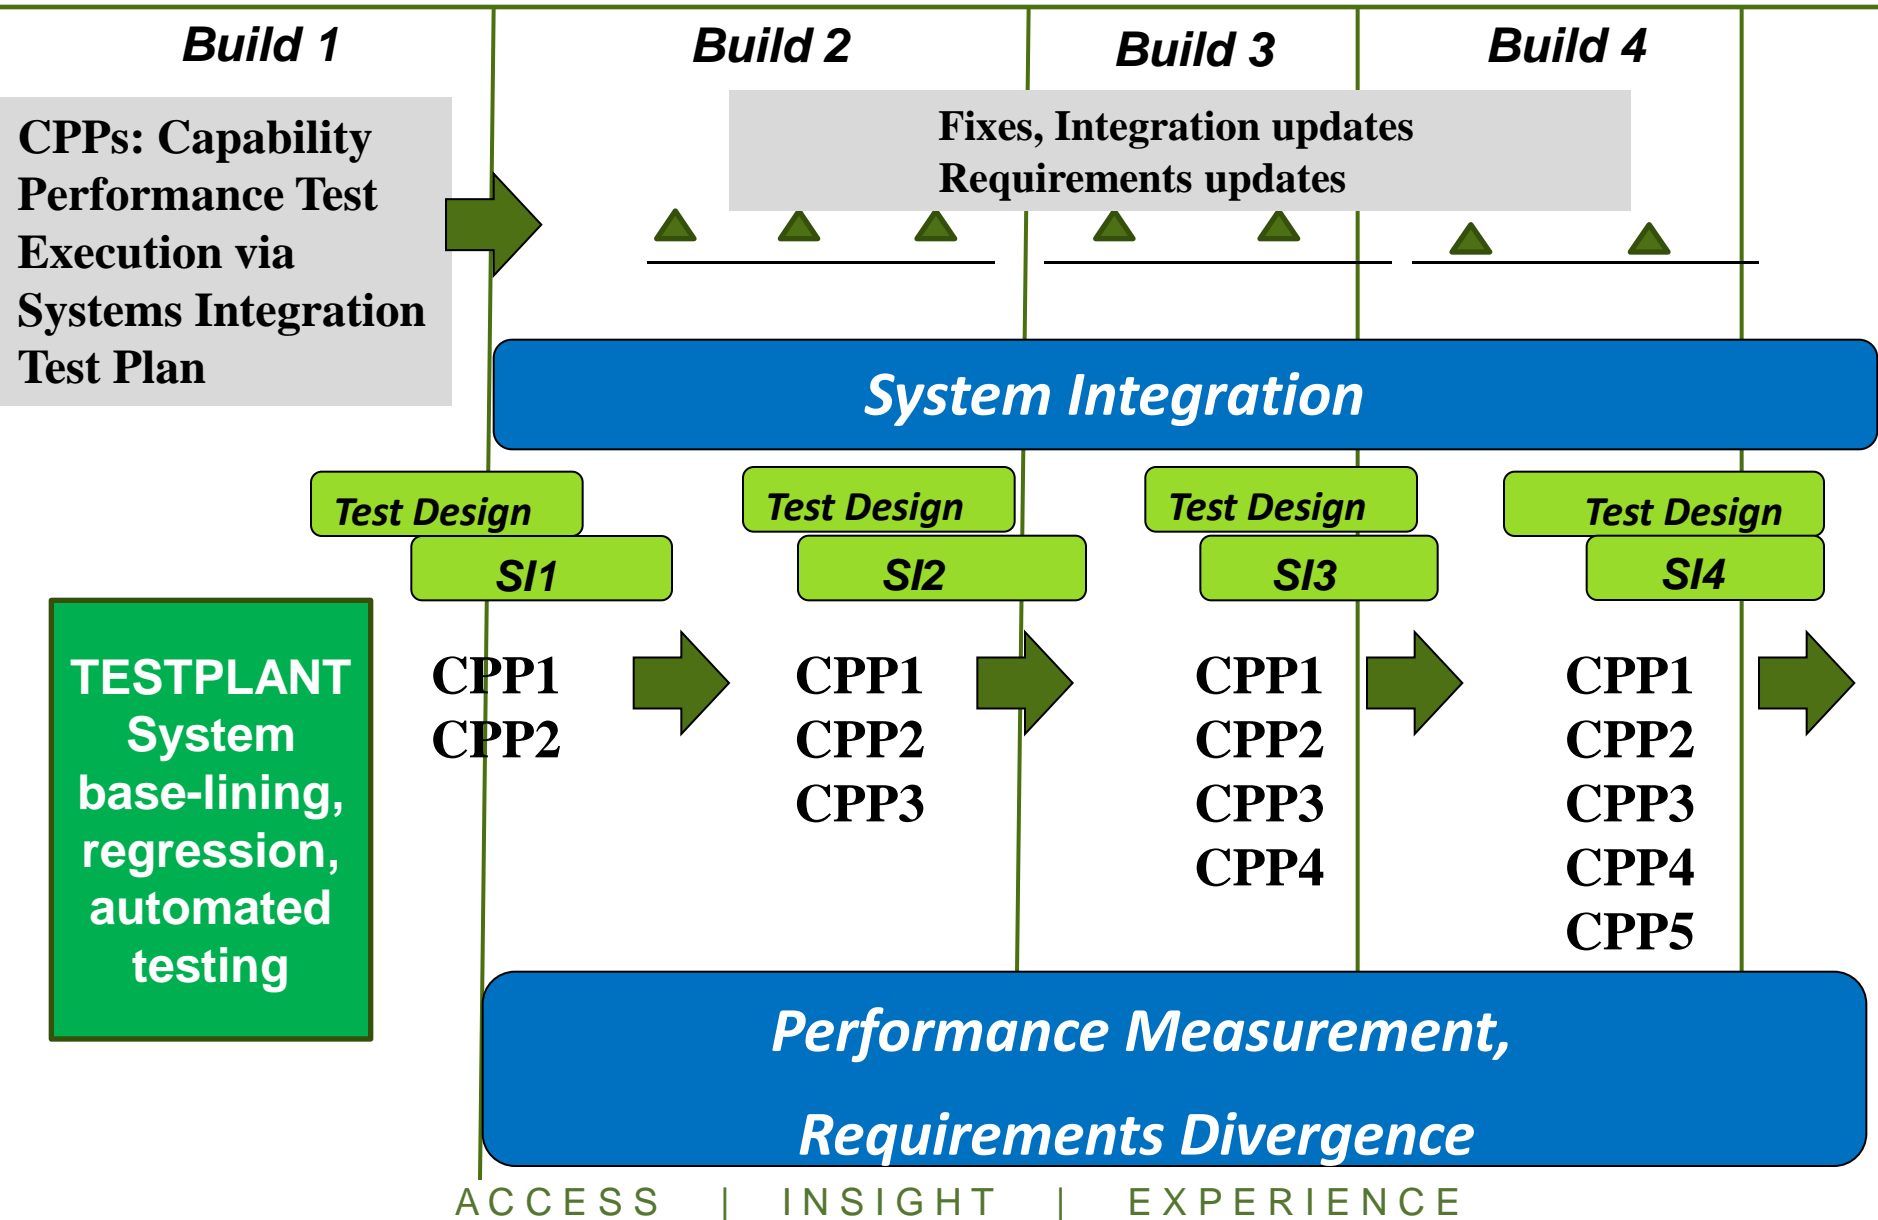 Build 1
Build 2
Build 3
Build 4
CPPs: Capability
Performance Test
Execution via
Systems Integration
Test Plan
Fixes, Integration updates
Requirements updates
System Integration
Test Design
Test Design
Test Design
Test Design
SI1
SI2
SI3
SI4
TESTPLANT
System
base-lining,
regression,
automated
testing
CPP1
CPP2
CPP1
CPP2
CPP3
CPP1
CPP2
CPP3
CPP4
CPP1
CPP2
CPP3
CPP4
CPP5
Performance Measurement,
Requirements Divergence
ACCESS | INSIGHT | EXPERIENCE